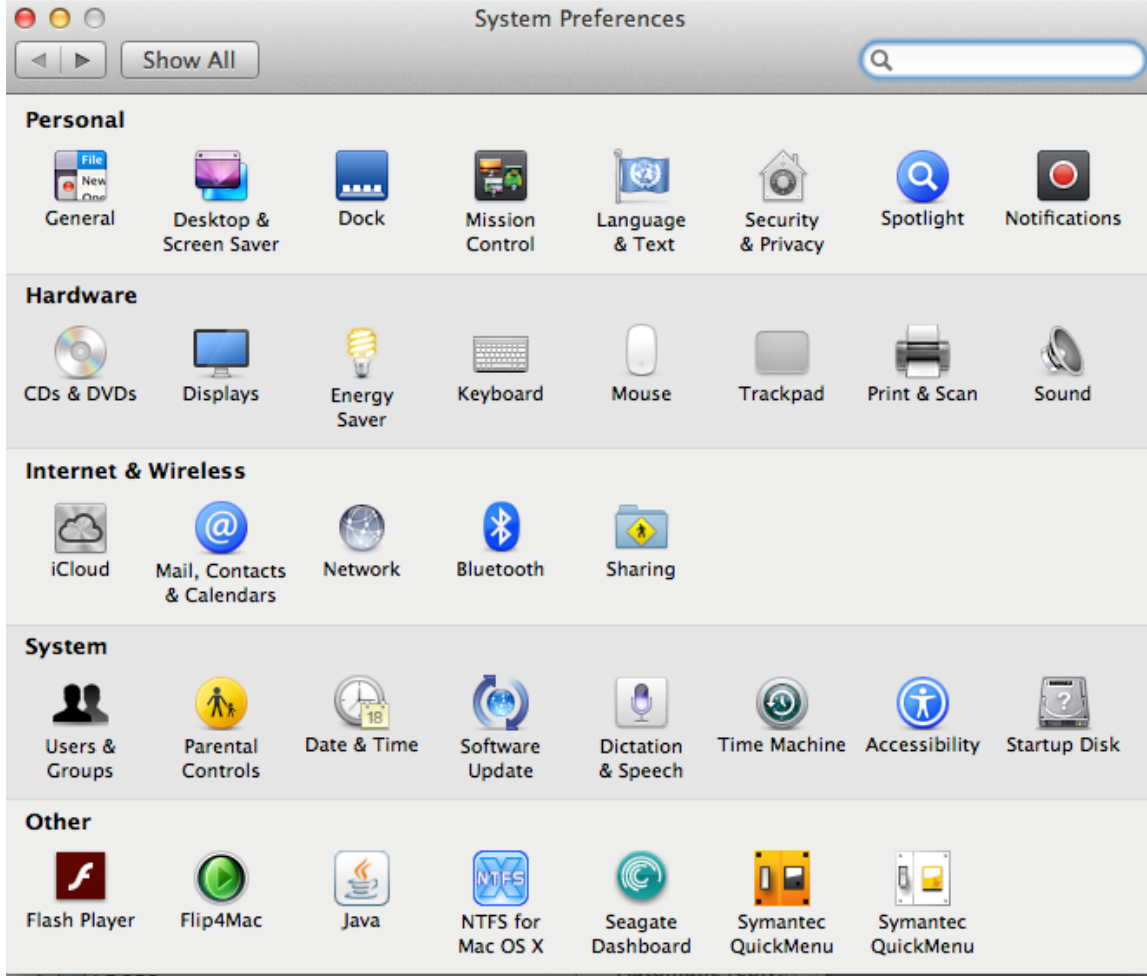 System Preferences
Show All
Personal
File
New
One
General
Desktop &
Screen Saver
Dock
Mission
Control
Language
& Text
Security
& Privacy
Spotlight
Notifications
Hardware
CDs & DVDs
Displays
Energy
Saver
Keyboard
Mouse
Trackpad
Print & Scan
Sound
Internet & Wireless
@
iCloud
Mail, Contacts
& Calendars
Network
Bluetooth
Sharing
System
18
?
Users &
Groups
Parental
Controls
Date & Time
Software
Update
Dictation
& Speech
Time Machine
Accessibility
Startup Disk
Other
NTFS
Flash Player
Flip4Mac
Java
NTFS for
Mac OS X
Seagate
Dashboard
Symantec
QuickMenu
Symantec
QuickMenu